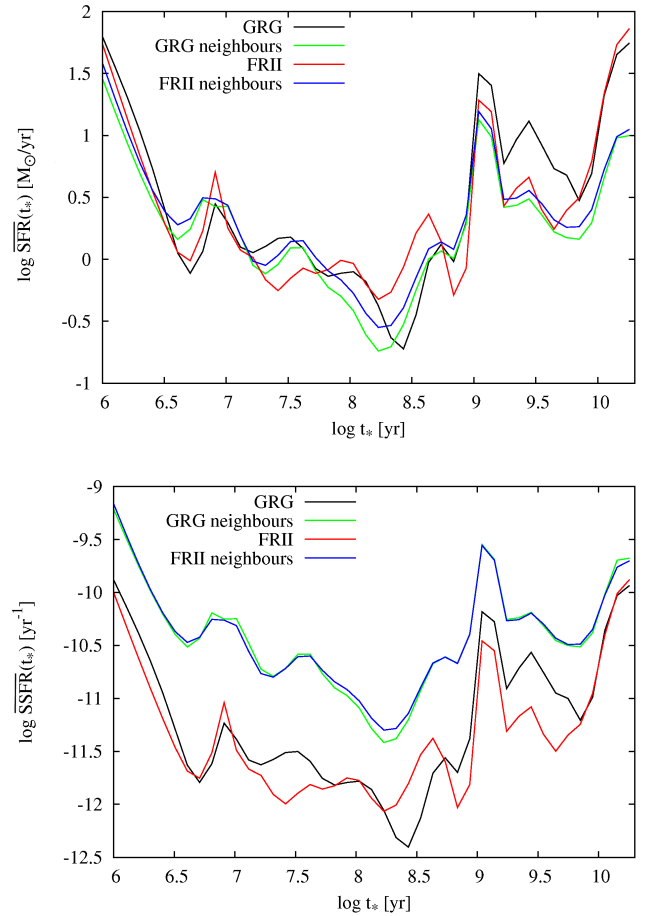 GRG
GRG neighbours
FRII
FRII neighbours
2
1.5
1
0.5
0
-0.5
-1
log SFR(t*) [M⊙/yr]
6 6.5 7 7.5 8 8.5 9 9.5 10
log t* [yr]
GRG
GRG neighbours
FRII
FRII neighbours
-9
-9.5
-10
-10.5
-11
-11.5
-12
-12.5
log SSFR(t*) [yr-1]
6 6.5 7 7.5 8 8.5 9 9.5 10
log t* [yr]